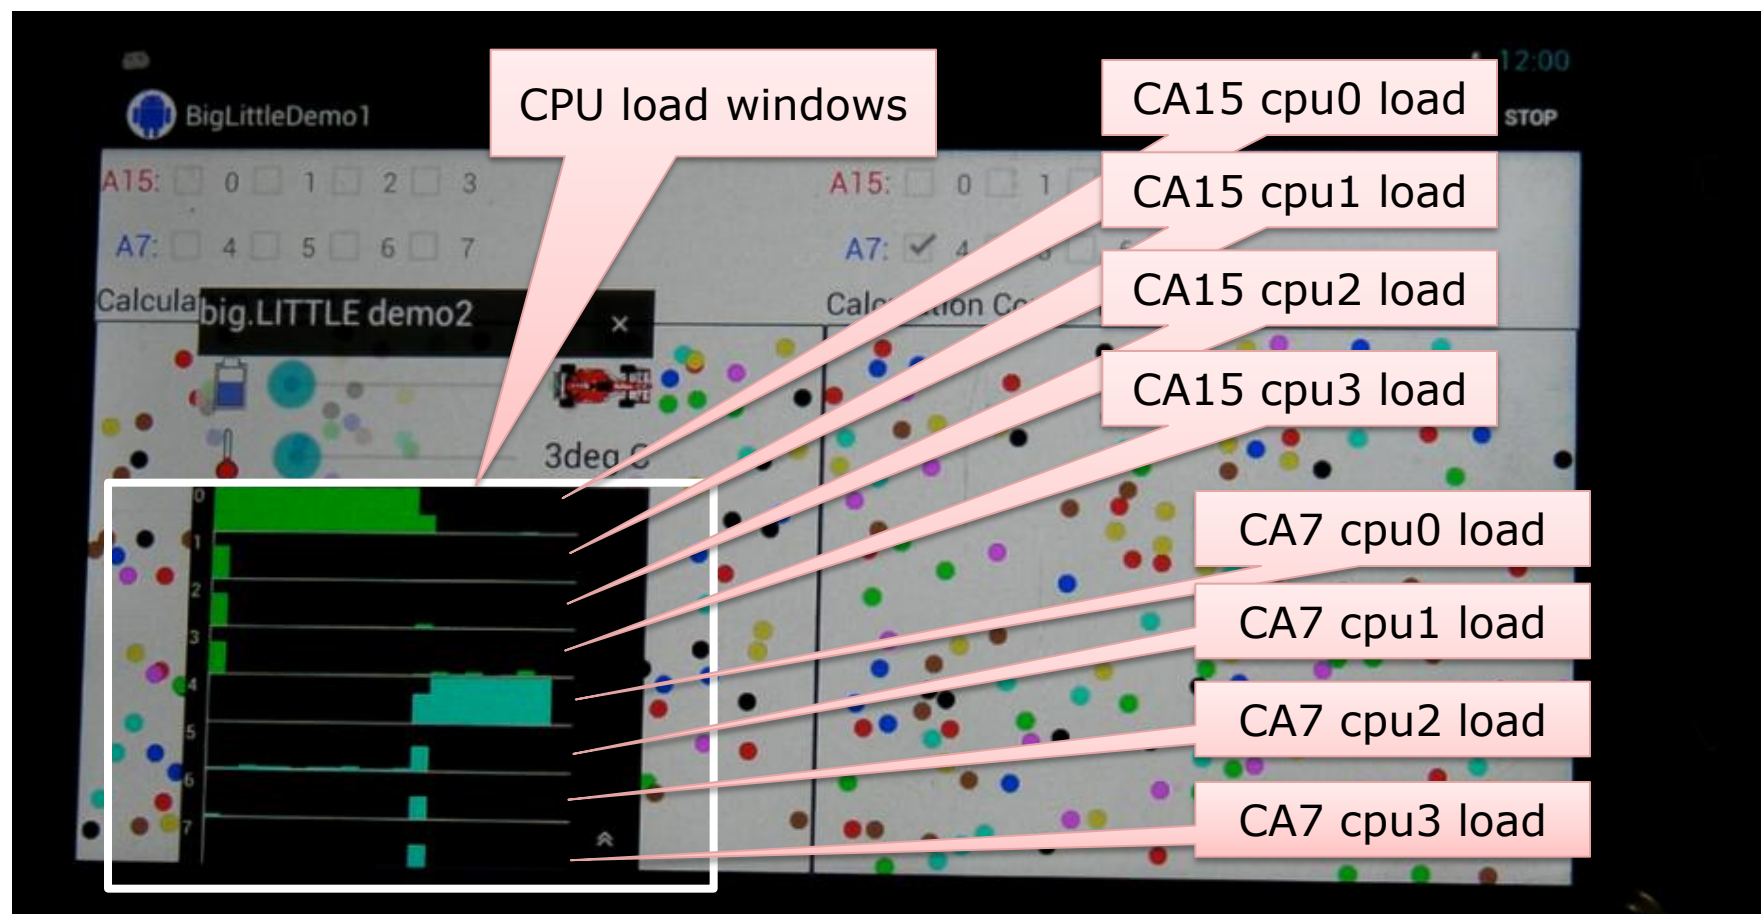 12:00
BigLittleDemo1
CPU load windows
CA15 cpu0 load
STOP
A15: 0 1 2 3
A15: 0 1
CA15 cpu1 load
A7: 4 5 6 7
A7: 4
CA15 cpu2 load
big.LITTLE demo2 ×
CA15 cpu3 load
3deg C
0
1
2
3
4
5
6
7
CA7 cpu0 load
CA7 cpu1 load
CA7 cpu2 load
CA7 cpu3 load